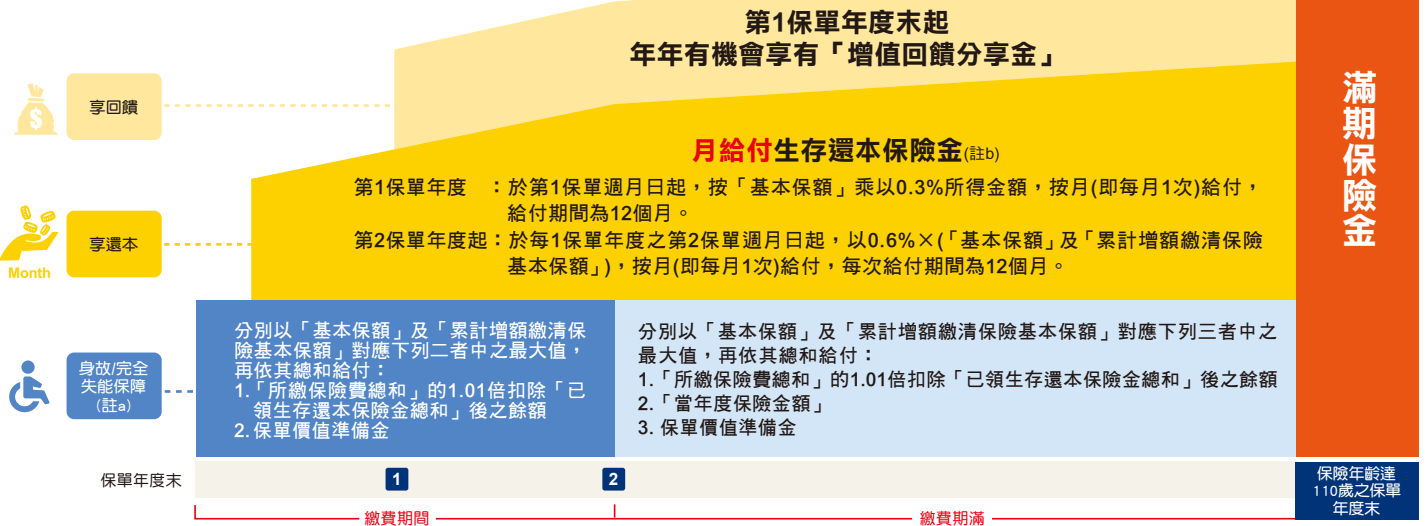 第1保單年度末起
年年有機會享有「增值回饋分享金」
$
享回饋
月給付生存還本保險金(註b)
第1保單年度 ：於第1保單週月日起，按「基本保額」乘以0.3%所得金額，按月(即每月1次)給付，
給付期間為12個月。
第2保單年度起：於每1保單年度之第2保單週月日起，以0.6%×(「基本保額」及「累計增額繳清保險
基本保額」)，按月(即每月1次)給付，每次給付期間為12個月。
Month
享還本
身故/完全
失能保障
(註a)
分別以「基本保額」及「累計增額繳清保
險基本保額」對應下列二者中之最大值，
再依其總和給付：
1.「所繳保險費總和」的1.01倍扣除「已
領生存還本保險金總和」後之餘額
2. 保單價值準備金
分別以「基本保額」及「累計增額繳清保險基本保額」對應下列三者中之
最大值，再依其總和給付：
1.「所繳保險費總和」的1.01倍扣除「已領生存還本保險金總和」後之餘額
2.「當年度保險金額」
3. 保單價值準備金
滿期保險金
保單年度末
1
2
保險年齡達
110歲之保單
年度末
繳費期間
繳費期滿